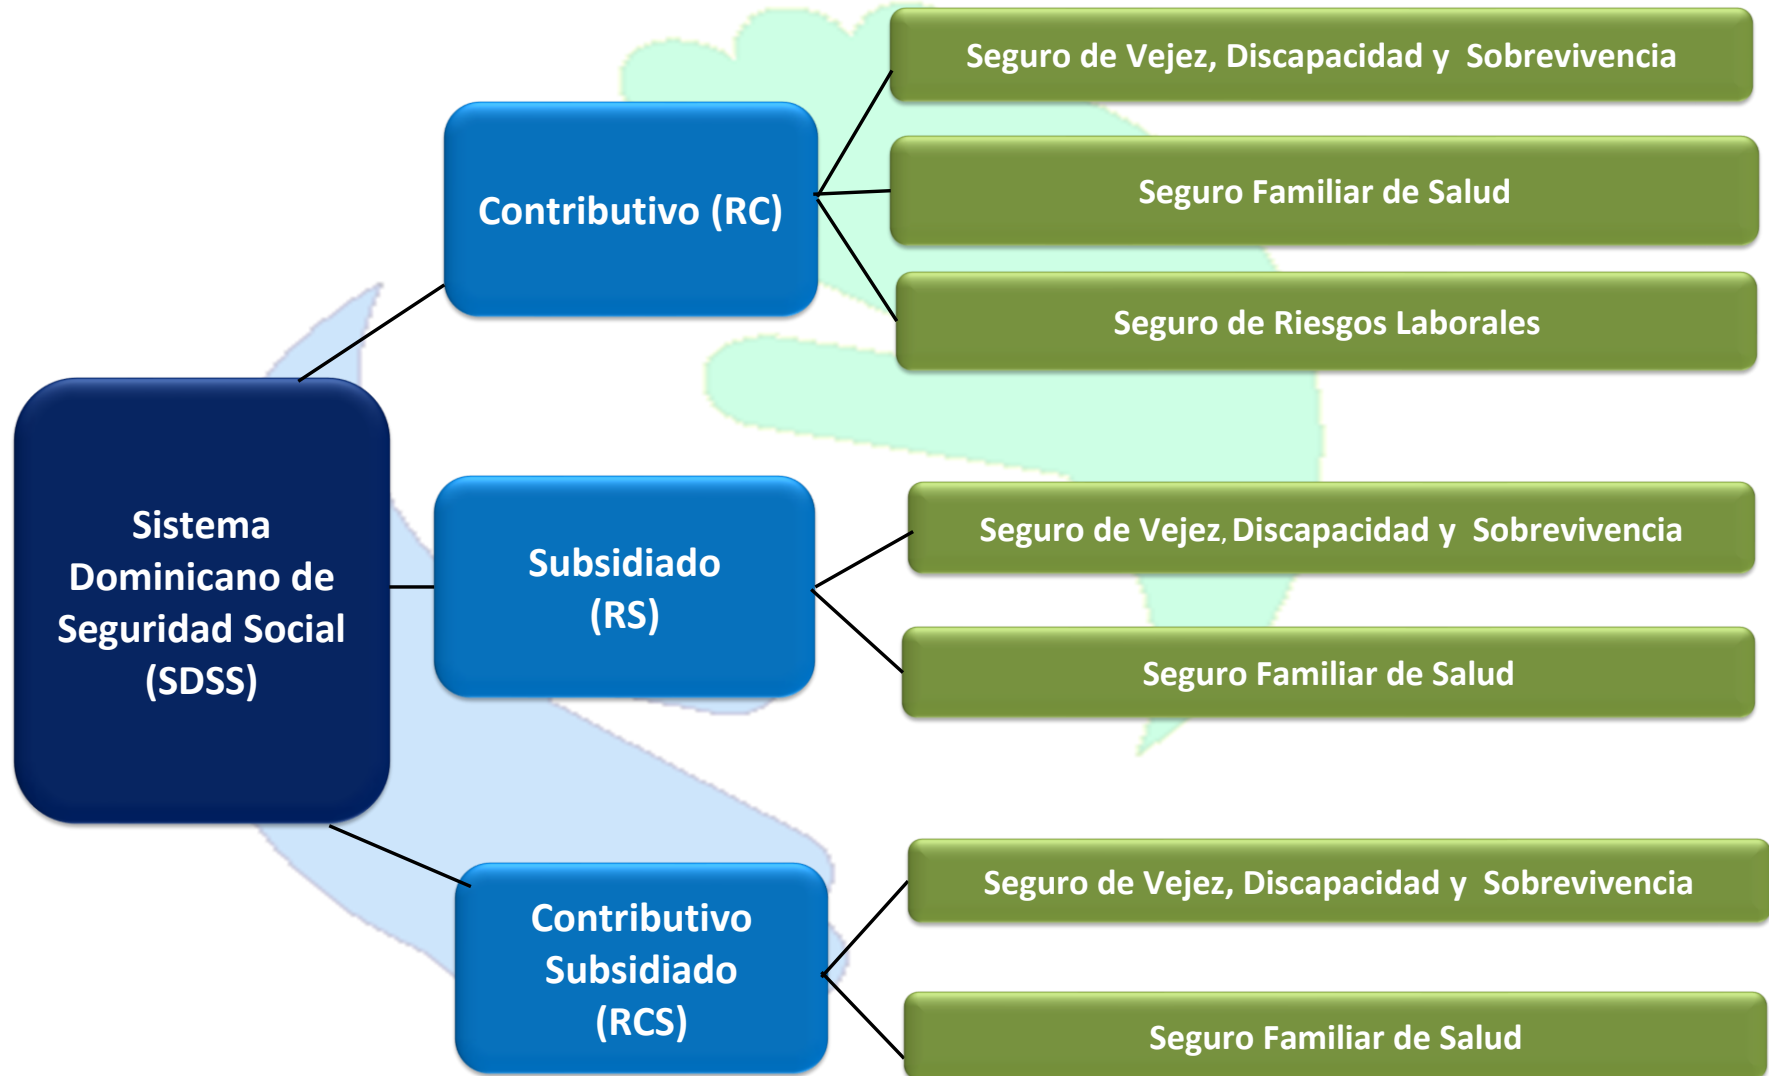 Sistema
Dominicano de
Seguridad Social
(SDSS)
Contributivo (RC)
Seguro de Vejez, Discapacidad y Sobrevivencia
Seguro Familiar de Salud
Seguro de Riesgos Laborales
Subsidiado
(RS)
Seguro de Vejez, Discapacidad y Sobrevivencia
Seguro Familiar de Salud
Contributivo
Subsidiado
(RCS)
Seguro de Vejez, Discapacidad y Sobrevivencia
Seguro Familiar de Salud